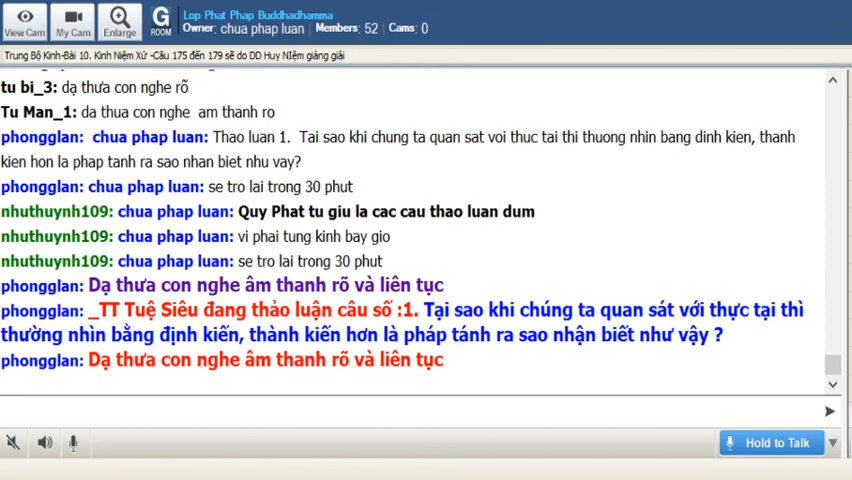 Lop Phat Phap Buddhadhamma
Owner: chua phap luan | Members: 52 | Cams: 0
View Cam
My Cam
Enlarge
G
ROOM
Trung Bộ Kinh-Bài 10. Kinh Niệm Xứ -Câu 175 đến 179 sẽ do DD Huy NIệm giảng giải
tu bi_3: dạ thưa con nghe rõ
Tu Man_1: da thua con nghe am thanh ro
phongglan: chua phap luan: Thao luan 1. Tai sao khi chung ta quan sat voi thuc tai thi thuong nhin bang dinh kien, thanh
kien hon la phap tanh ra sao nhan biet nhu vay?
phongglan: chua phap luan: se tro lai trong 30 phut
nhuthuynh109: chua phap luan: Quy Phat tu giu la cac cau thao luan dum
nhuthuynh109: chua phap luan: vi phai tung kinh bay gio
nhuthuynh109: chua phap luan: se tro lai trong 30 phut
phongglan: Dạ thưa con nghe âm thanh rõ và liên tục
phongglan: _TT Tuệ Siêu đang thảo luận câu số :1. Tại sao khi chúng ta quan sát với thực tại thì
thường nhìn bằng định kiến, thành kiến hơn là pháp tánh ra sao nhận biết như vậy ?
phongglan: Dạ thưa con nghe âm thanh rõ và liên tục
Hold to Talk